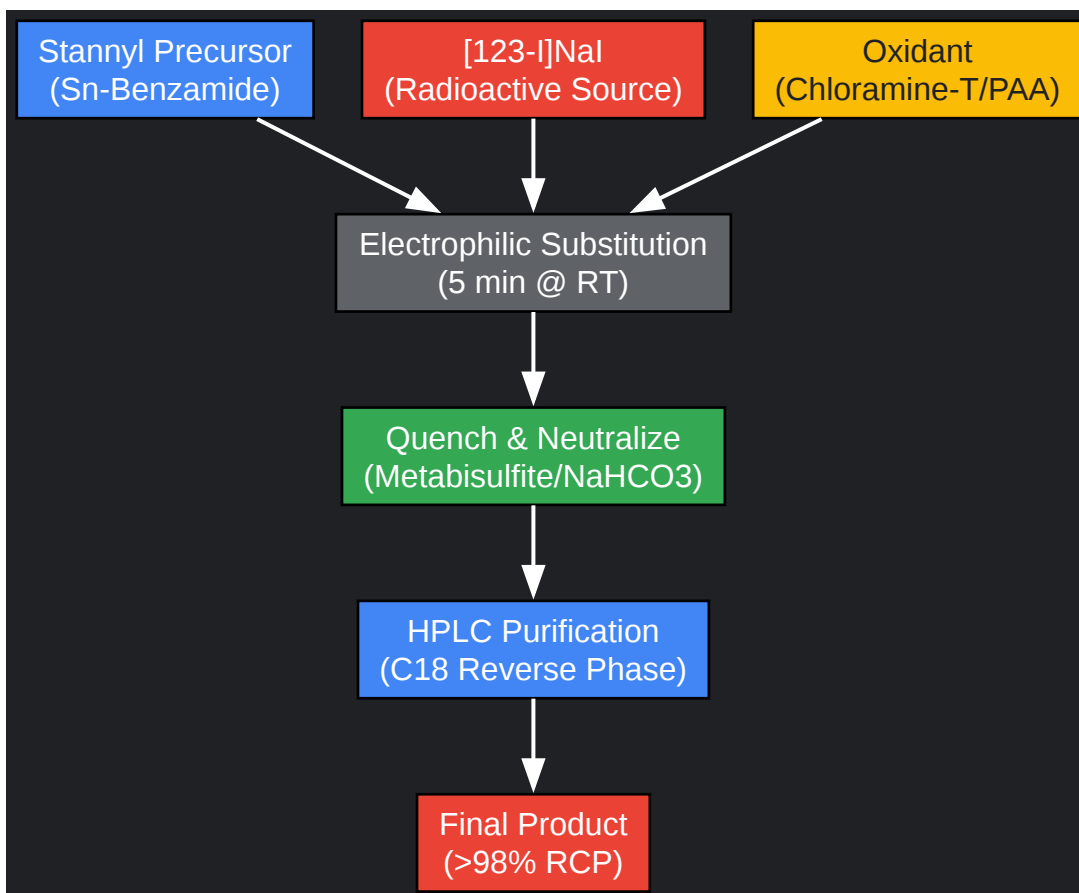 Stannyl Precursor
(Sn-Benzamide)
[123-I]NaI
(Radioactive Source)
Oxidant
(Chloramine-T/PAA)
Electrophilic Substitution
(5 min @ RT)
Quench & Neutralize
(Metabisulfite/NaHCO3)
HPLC Purification
(C18 Reverse Phase)
Final Product
(>98% RCP)